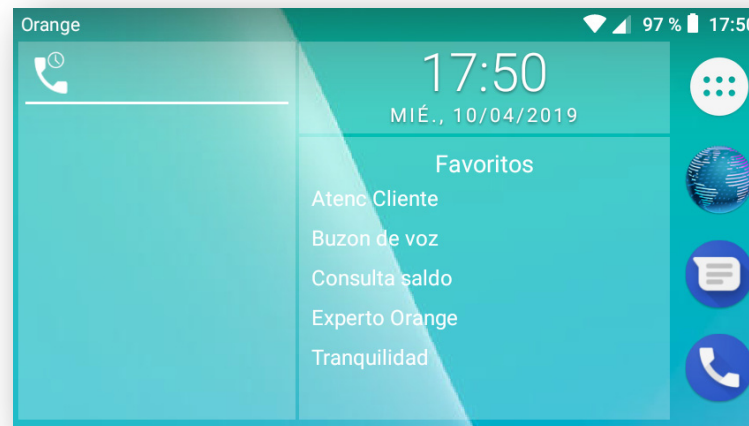 Orange
97 % 17:50
17:50
MIÉ., 10/04/2019
Favoritos
Atenc Cliente
Buzon de voz
Consulta saldo
Experto Orange
Tranquilidad